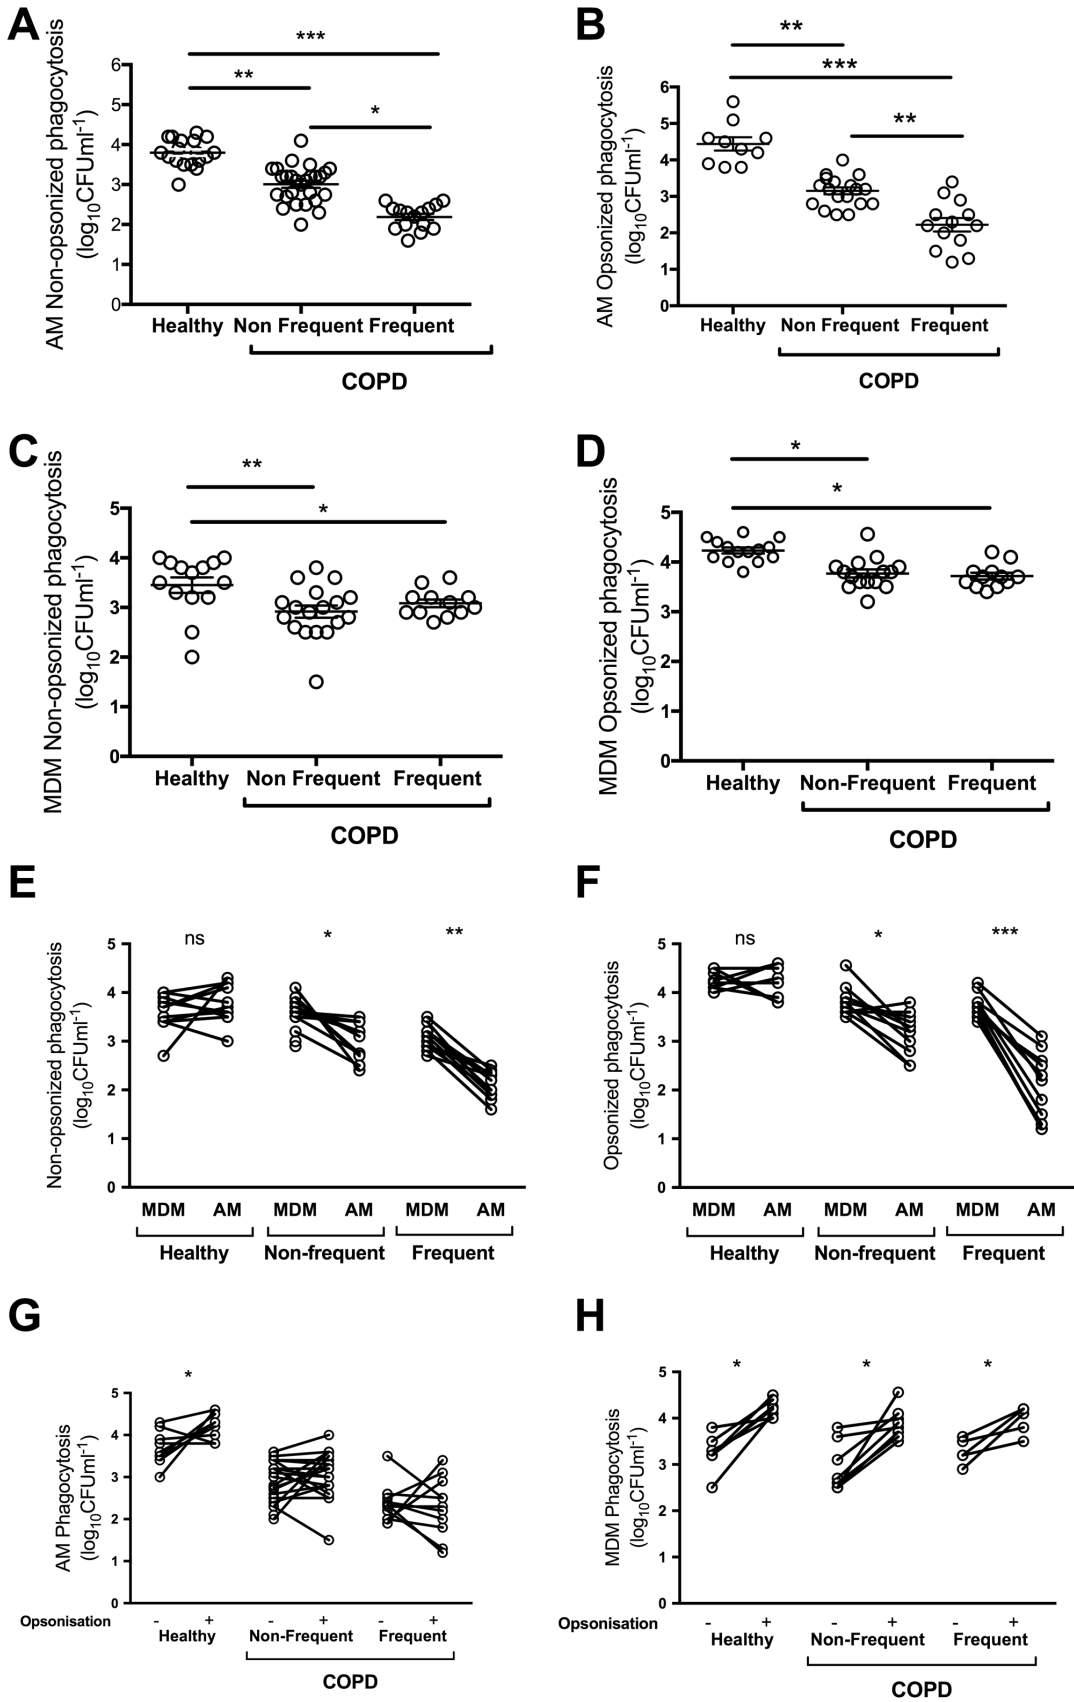 A
***
**
*
AM Non-opsonized phagocytosis
(log10CFUml-1)
6
5
4
3
2
1
0
Healthy Non Frequent Frequent
COPD
B
**
***
**
AM Opsonized phagocytosis
(log10CFUml-1)
6
5
4
3
2
1
0
Healthy Non Frequent Frequent
COPD
C
**
*
MDM Non-opsonized phagocytosis
(log10CFUml-1)
5
4
3
2
1
0
Healthy Non Frequent Frequent
COPD
D
*
*
MDM Opsonized phagocytosis
(log10CFUml-1)
5
4
3
2
1
0
Healthy Non-Frequent Frequent
COPD
E
ns * **
Non-opsonized phagocytosis
(log10CFUml-1)
5
4
3
2
1
0
MDM AM MDM AM MDM AM
Healthy Non-frequent Frequent
F
ns * ***
Opsonized phagocytosis
(log10CFUml-1)
5
4
3
2
1
0
MDM AM MDM AM MDM AM
Healthy Non-frequent Frequent
G
*
AM Phagocytosis
(log10CFUml-1)
5
4
3
2
1
0
Opsonisation - + - + - +
Healthy Non-Frequent Frequent
COPD
H
* * *
MDM Phagocytosis
(log10CFUml-1)
5
4
3
2
1
0
Opsonisation - + - + - +
Healthy Non-Frequent Frequent
COPD